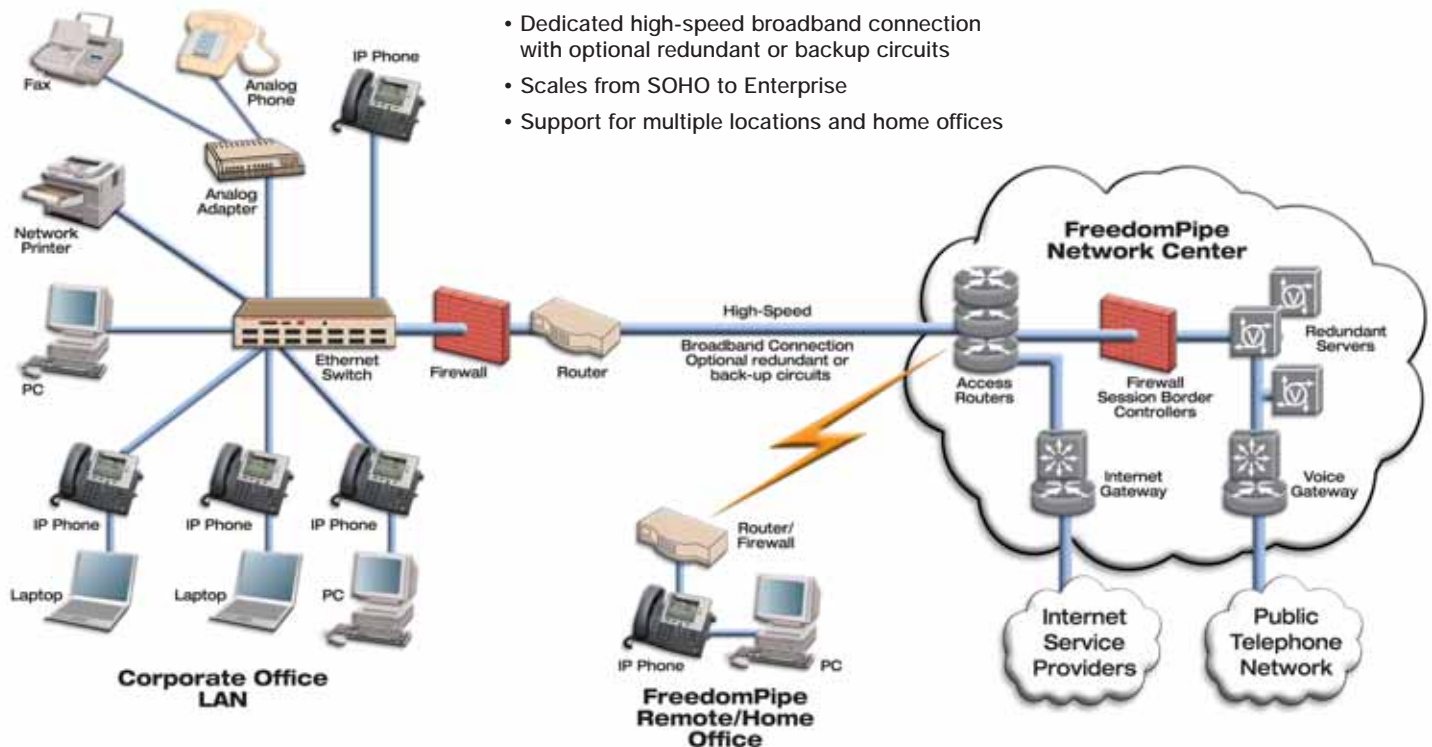 • Dedicated high-speed broadband connection
with optional redundant or backup circuits
• Scales from SOHO to Enterprise
• Support for multiple locations and home offices
Fax
Analog
Phone
IP Phone
Analog
Adapter
Network
Printer
PC
Ethernet
Switch
Firewall
Router
High-Speed
Broadband Connection
Optional redundant or
back-up circuits
FreedomPipe
Network Center
Access
Routers
Firewall
Session Border
Controllers
Redundant
Servers
V
V
V
Internet
Gateway
Voice
Gateway
IP Phone
IP Phone
IP Phone
Laptop
Laptop
PC
Corporate Office
LAN
Router/
Firewall
IP Phone
PC
FreedomPipe
Remote/Home
Office
Internet
Service
Providers
Public
Telephone
Network